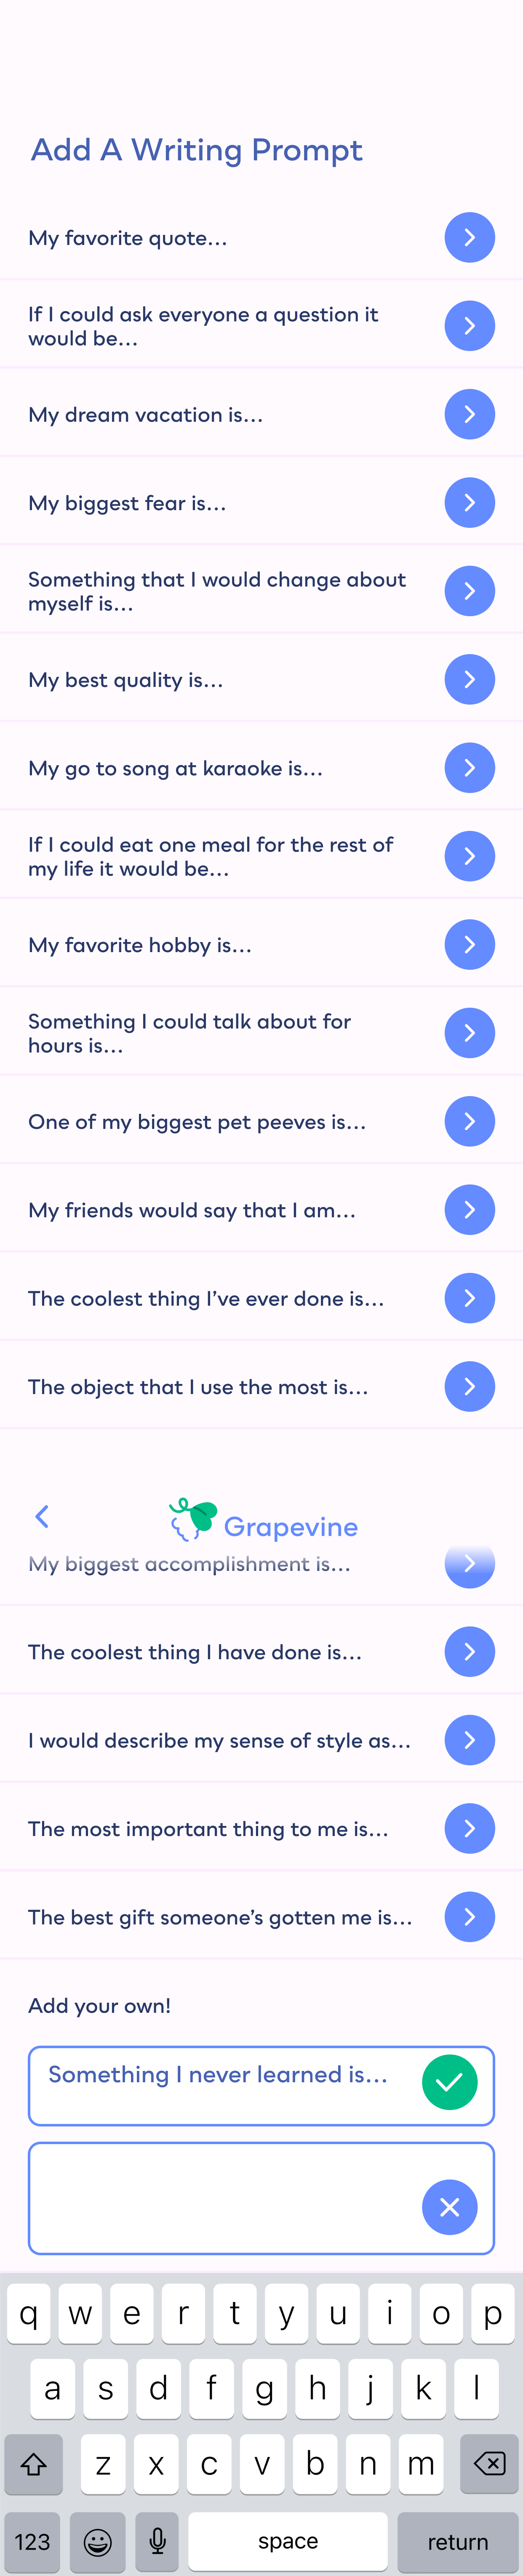 Add A Writing Prompt
My favorite quote...
If I could ask everyone a question it
would be...
My dream vacation is...
My biggest fear is...
Something that I would change about
myself is...
My best quality is...
My go to song at karaoke is...
If I could eat one meal for the rest of
my life it would be...
My favorite hobby is...
Something I could talk about for
hours is...
One of my biggest pet peeves is...
My friends would say that I am...
The coolest thing I’ve ever done is...
The object that I use the most is...
Grapevine
My biggest accomplishment is...
The coolest thing I have done is...
I would describe my sense of style as...
The most important thing to me is...
The best gift someone’s gotten me is...
Add your own!
Something I never learned is...
q w e r t y u i o p
a s d f g h j k l
z x c v b n m
123 space return